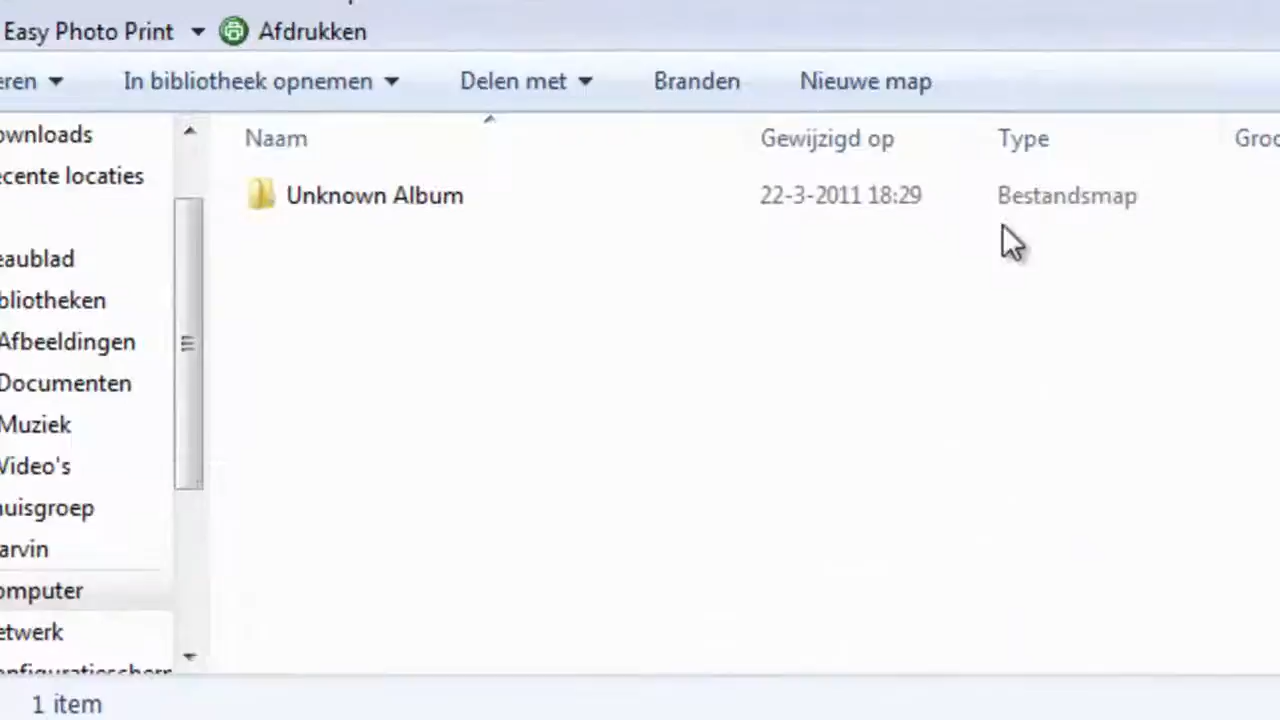 Easy Photo Print Afdrukken
eren In bibliotheek opnemen Delen met Branden Nieuwe map
ownloads
ecente locaties
eaublad
bliotheken
Afbeeldingen
Documenten
Muziek
Video's
huisgroep
arvin
omputer
etwerk
onfiguratiescherm
Naam Gewijzigd op Type Groo
Unknown Album 22-3-2011 18:29 Bestandsmap
1 item